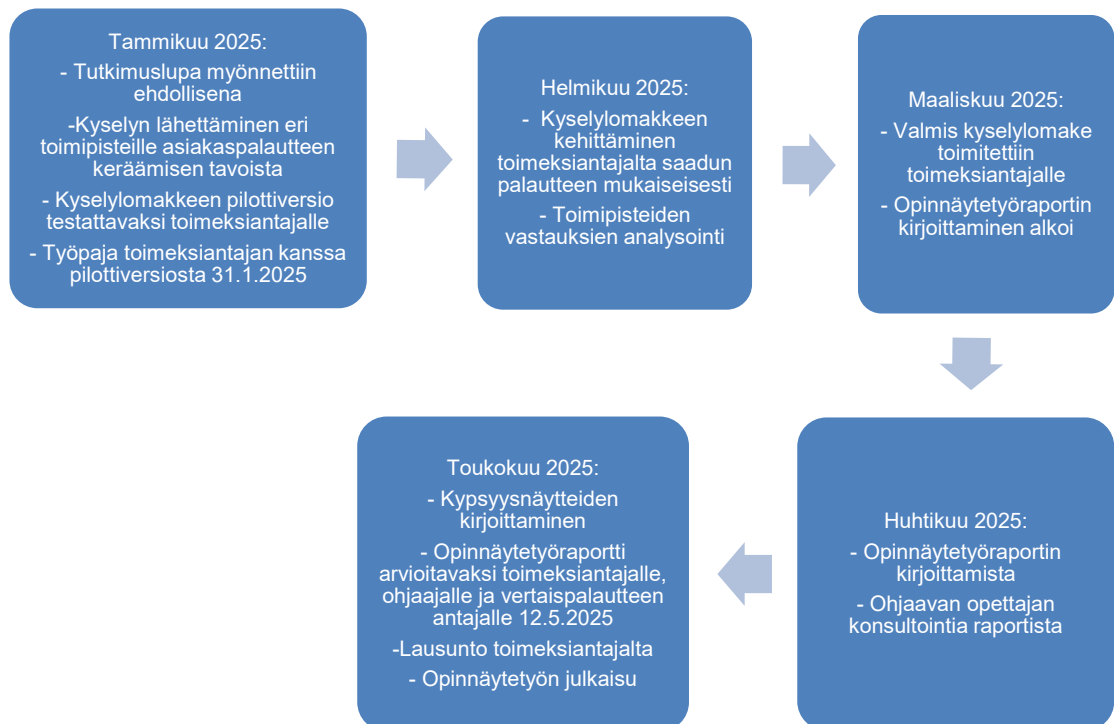 Tammikuu 2025:
- Tutkimuslupa myönnettiin
ehdollisena
-Kyselyn lähettäminen eri
toimipisteille asiakaspalautteen
keräämisen tavoista
- Kyselylomakkeen pilottiversio
testattavaksi toimeksiantajalle
- Työpaja toimeksiantajan kanssa
pilottiversiosta 31.1.2025
Helmikuu 2025:
- Kyselylomakkeen
kehittäminen
toimeksiantajalta saadun
palautteen mukaiseisesti
- Toimipisteiden
vastauksien analysointi
Maaliskuu 2025:
- Valmis kyselylomake
toimitettiin
toimeksiantajalle
- Opinnäytetyöraportin
kirjoittaminen alkoi
Huhtikuu 2025:
- Opinnäytetyöraportin
kirjoittamista
- Ohjaavan opettajan
konsultointia raportista
Toukokuu 2025:
- Kypsyysnäytteiden
kirjoittaminen
- Opinnäytetyöraportti
arvioitavaksi toimeksiantajalle,
ohjaajalle ja vertaispalautteen
antajalle 12.5.2025
-Lausunto toimeksiantajalta
- Opinnäytetyön julkaisu